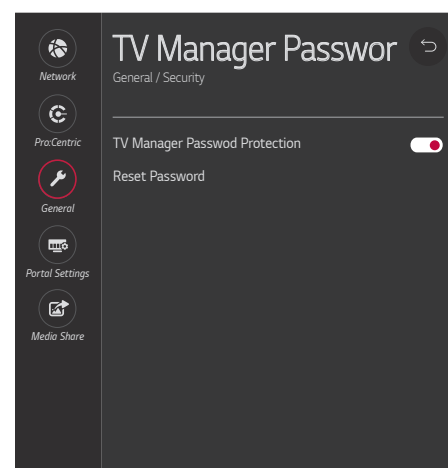 TV Manager Passwor
General / Security
Network
Pro:Centric
TV Manager Passwod Protection
Reset Password
General
Portal Settings
Media Share